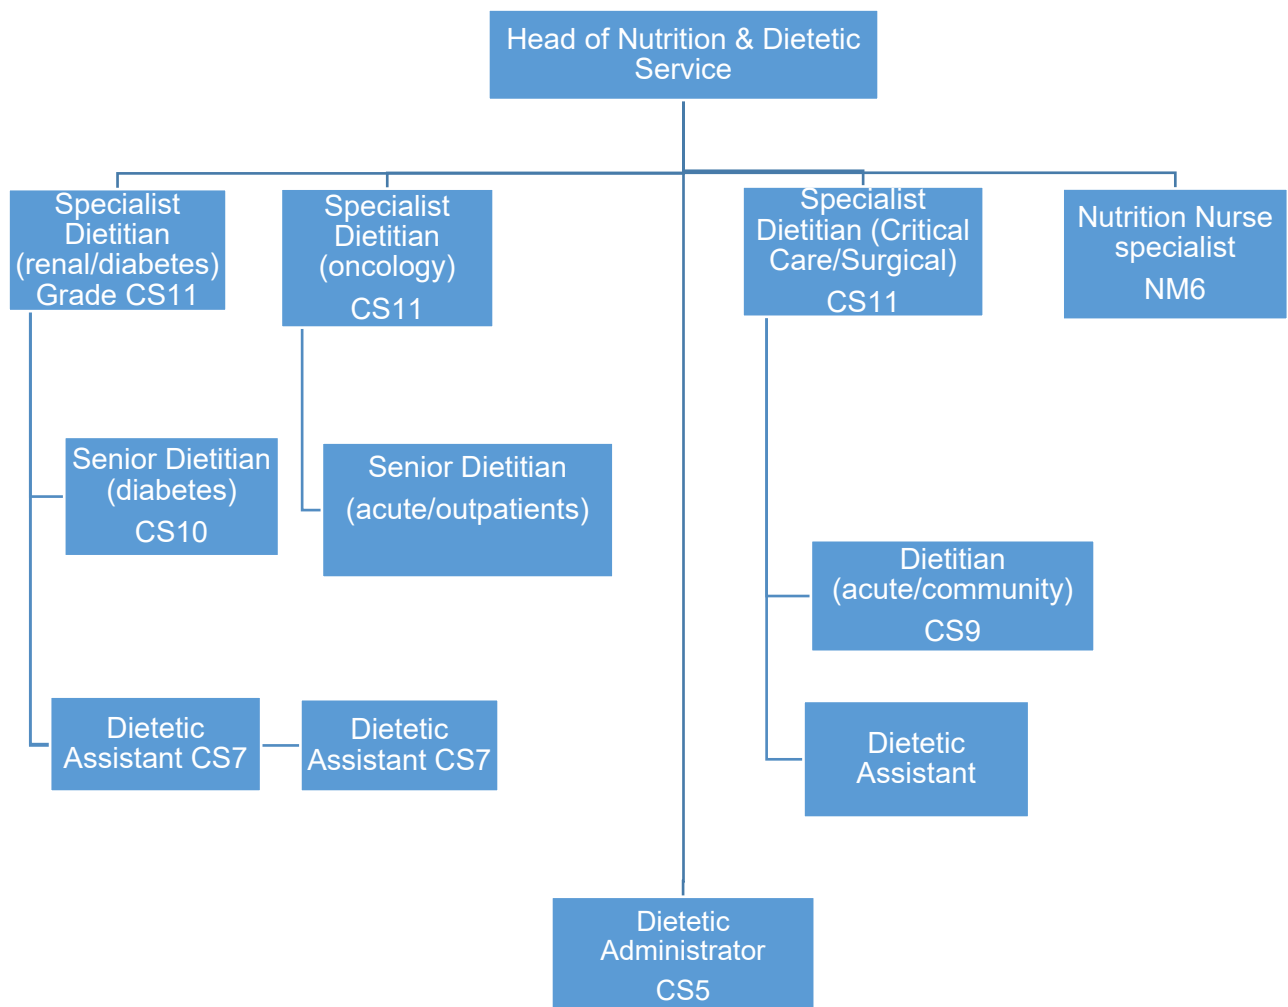 Head of Nutrition & Dietetic
Service
Specialist
Dietitian
(renal/diabetes)
Grade CS11
Specialist
Dietitian
(oncology)
CS11
Specialist
Dietitian (Critical
Care/Surgical)
CS11
Nutrition Nurse
specialist
NM6
Senior Dietitian
(diabetes)
CS10
Senior Dietitian
(acute/outpatients)
Dietitian
(acute/community)
CS9
Dietetic
Assistant CS7
Dietetic
Assistant CS7
Dietetic
Assistant
Dietetic
Administrator
CS5